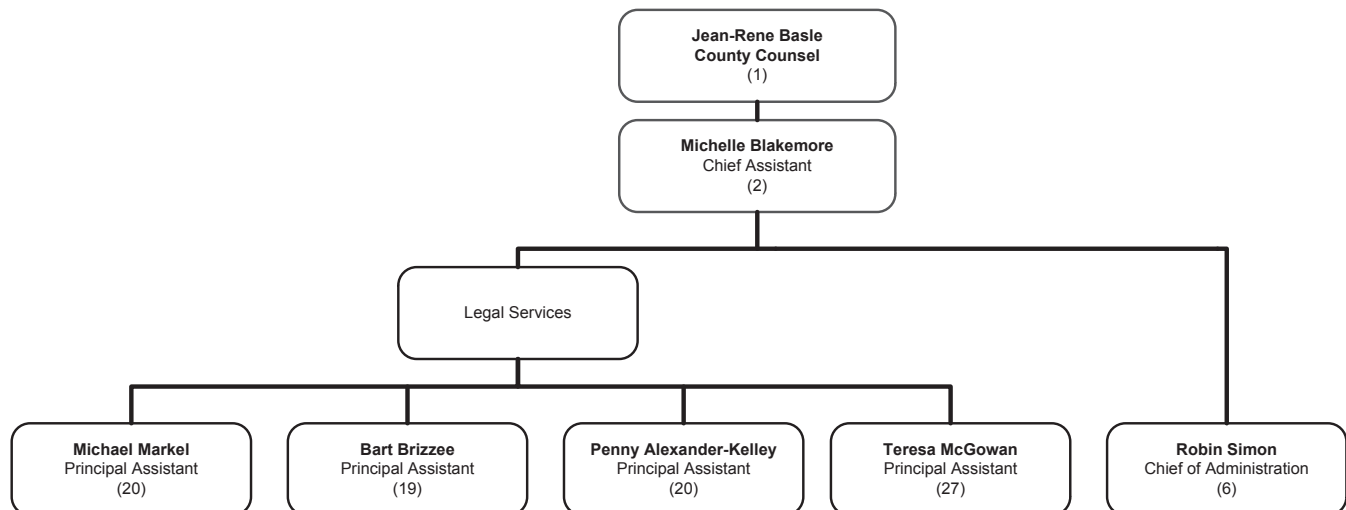 Jean-Rene Basle
County Counsel
(1)
Michelle Blakemore
Chief Assistant
(2)
Legal Services
Michael Markel
Principal Assistant
(20)
Bart Brizzee
Principal Assistant
(19)
Penny Alexander-Kelley
Principal Assistant
(20)
Teresa McGowan
Principal Assistant
(27)
Robin Simon
Chief of Administration
(6)